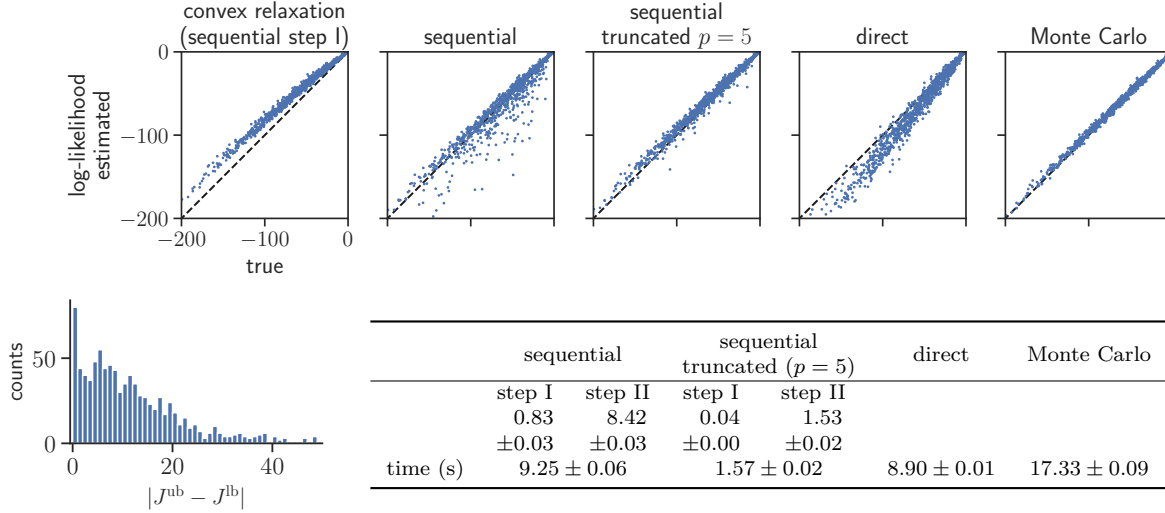 convex relaxation
(sequential step I)
sequential
sequential
truncated p = 5
direct
Monte Carlo
log-likelihood
estimated
0
−100
−200
−200 −100 0
true
counts
50
0
0 20 40
|J^ub − J^lb|
sequential sequential truncated (p = 5) direct Monte Carlo
step I step II step I step II
0.83 8.42 0.04 1.53
±0.03 ±0.03 ±0.00 ±0.02
time (s) 9.25 ± 0.06 1.57 ± 0.02 8.90 ± 0.01 17.33 ± 0.09